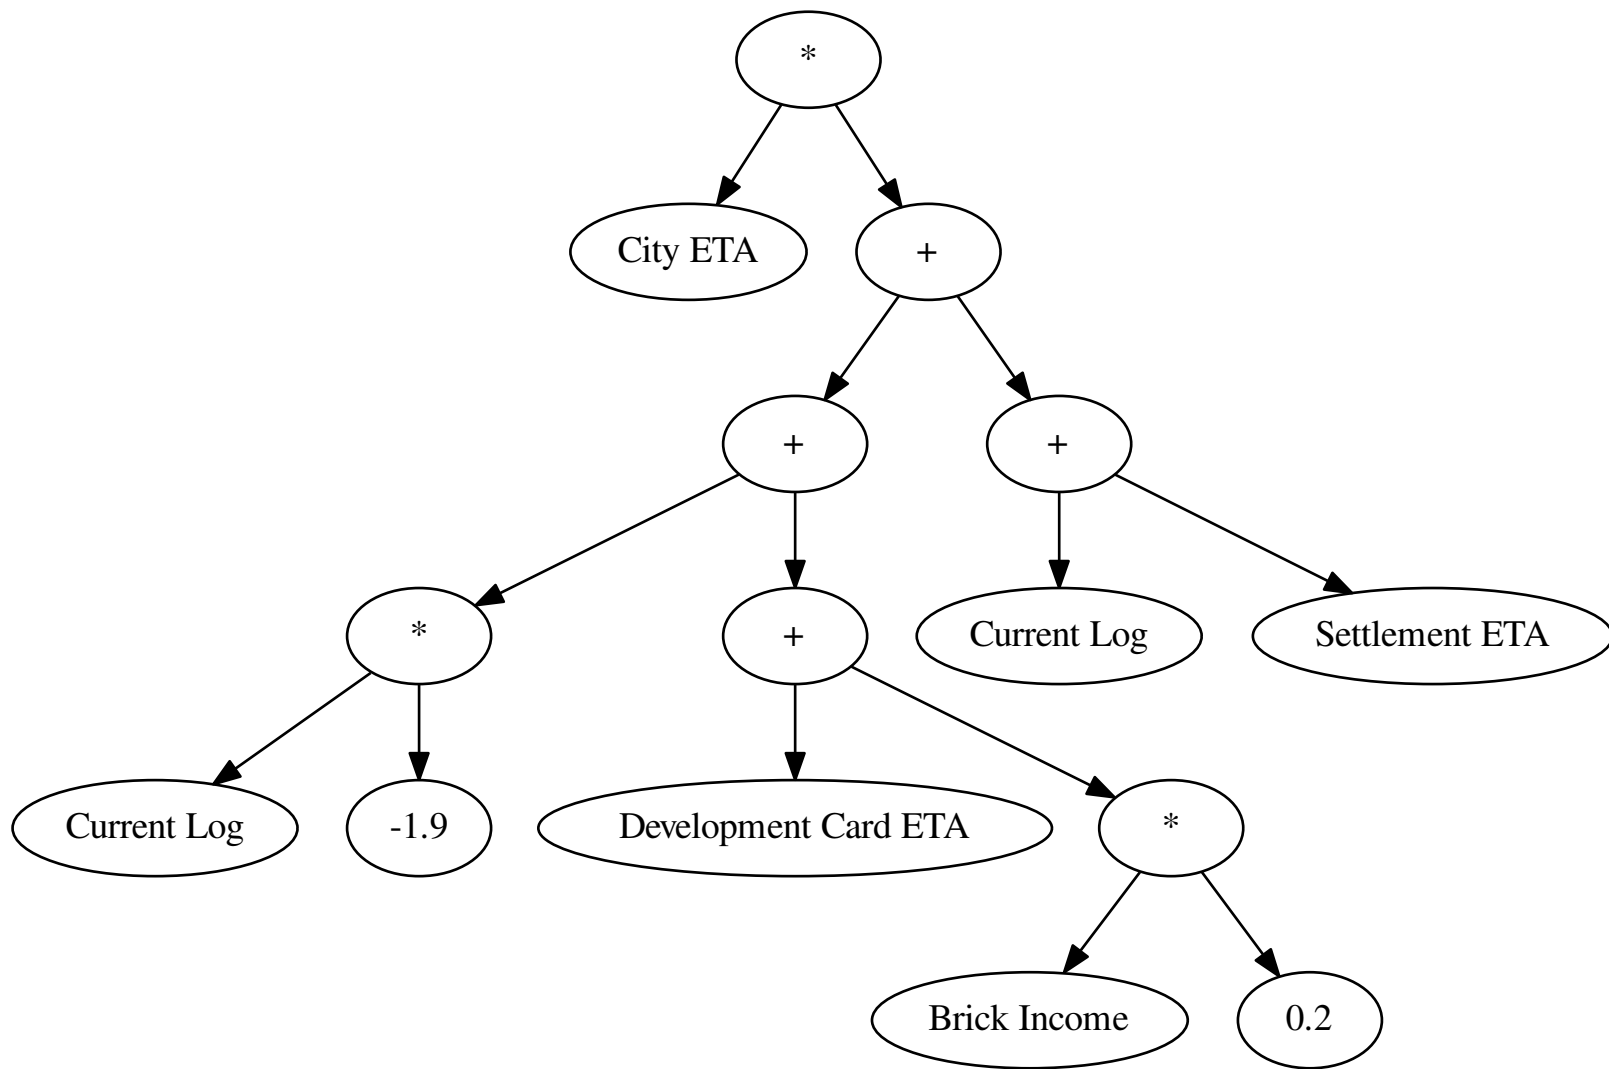 *
City ETA
+
+
+
*
+
Current Log
Settlement ETA
Current Log
-1.9
Development Card ETA
*
Brick Income
0.2